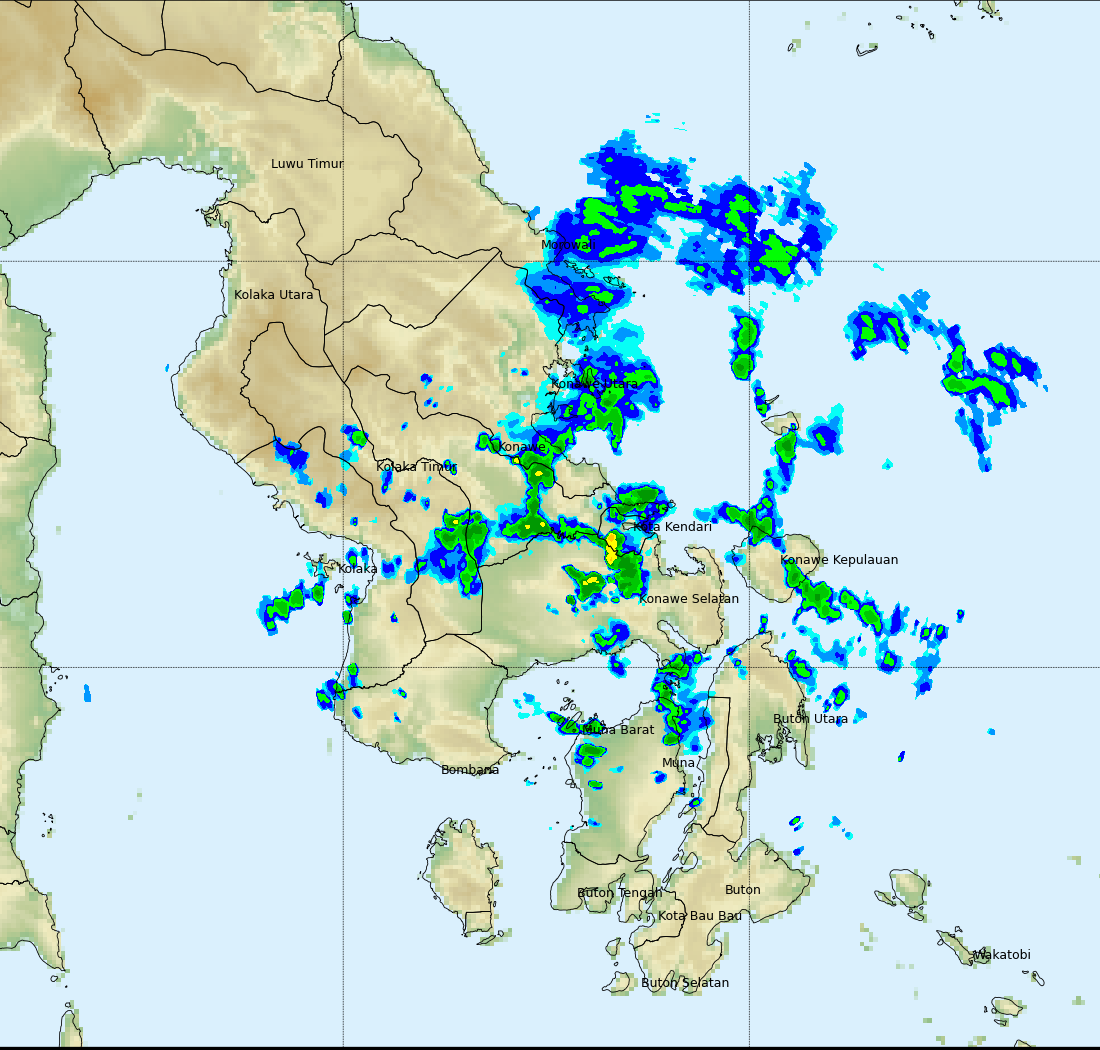 Luwu Timur
Morowali
Kolaka Utara
Konawe Utara
Konawe
Kolaka Timur
Kota Kendari
Konawe Kepulauan
Kolaka
Konawe Selatan
Buton Utara
Muna Barat
Muna
Bombana
Buton Tengah
Buton
Kota Bau Bau
Wakatobi
Buton Selatan